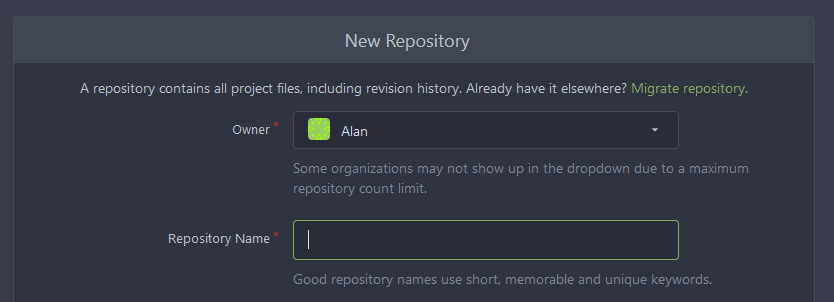 New Repository
A repository contains all project files, including revision history. Already have it elsewhere? Migrate repository.
Owner *
Alan
Some organizations may not show up in the dropdown due to a maximum
repository count limit.
Repository Name *
Good repository names use short, memorable and unique keywords.